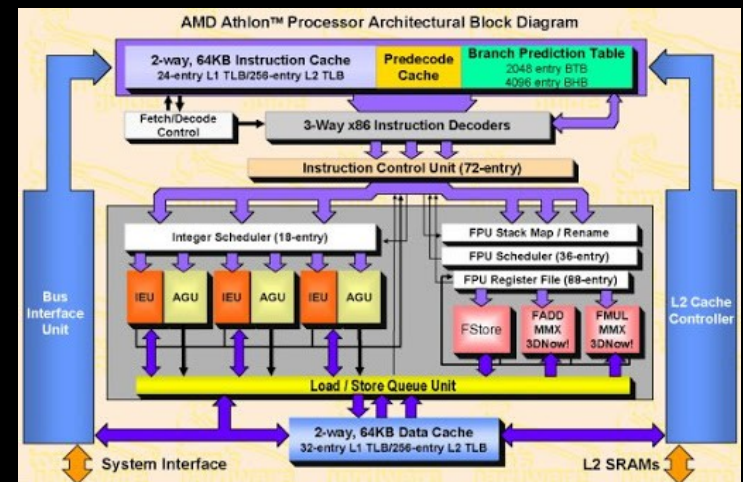 AMD Athlon™ Processor Architectural Block Diagram
2-way, 64KB Instruction Cache
24-entry L1 TLB/256-entry L2 TLB
Predecode
Cache
Branch Prediction Table
2048 entry BTB
4096 entry BHB
Fetch/Decode
Control
3-Way x86 Instruction Decoders
Instruction Control Unit (72-entry)
Bus
Interface
Unit
Integer Scheduler (18-entry)
FPU Stack Map / Rename
FPU Scheduler (36-entry)
FPU Register File (88-entry)
L2 Cache
Controller
IEU
AGU
IEU
AGU
IEU
AGU
FStore
FADD
MMX
3DNow!
FMUL
MMX
3DNow!
Load / Store Queue Unit
2-way, 64KB Data Cache
32-entry L1 TLB/256-entry L2 TLB
System Interface
L2 SRAMs